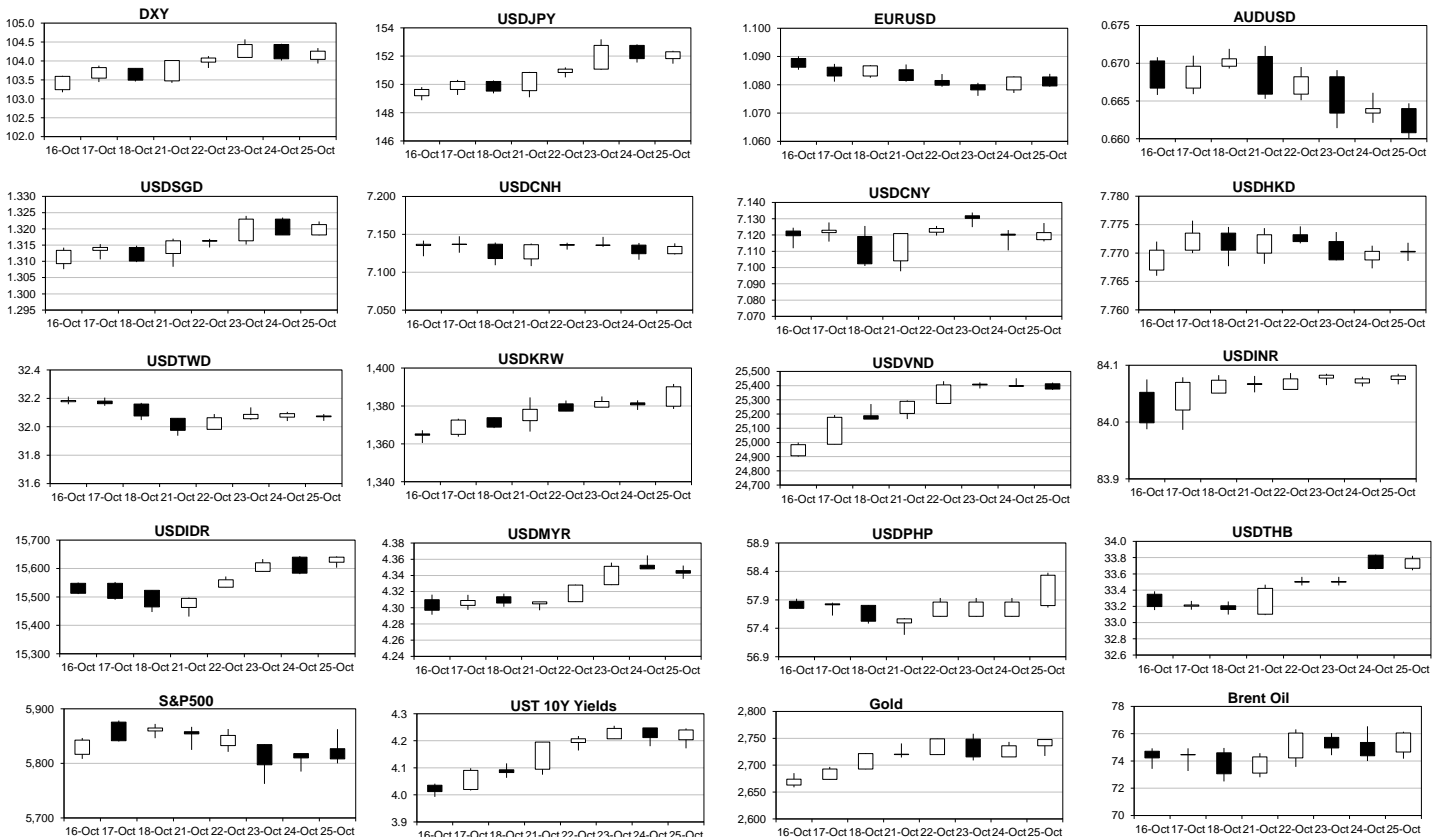 DXY
105.0
104.5
104.0
103.5
103.0
102.5
102.0
16-Oct 17-Oct 18-Oct 21-Oct 22-Oct 23-Oct 24-Oct 25-Oct
USDJPY
154
152
150
148
146
16-Oct 17-Oct 18-Oct 21-Oct 22-Oct 23-Oct 24-Oct 25-Oct
EURUSD
1.100
1.090
1.080
1.070
1.060
16-Oct 17-Oct 18-Oct 21-Oct 22-Oct 23-Oct 24-Oct 25-Oct
AUDUSD
0.675
0.670
0.665
0.660
16-Oct 17-Oct 18-Oct 21-Oct 22-Oct 23-Oct 24-Oct 25-Oct
USDSGD
1.330
1.325
1.320
1.315
1.310
1.305
1.300
1.295
16-Oct 17-Oct 18-Oct 21-Oct 22-Oct 23-Oct 24-Oct 25-Oct
USDCNH
7.200
7.150
7.100
7.050
16-Oct 17-Oct 18-Oct 21-Oct 22-Oct 23-Oct 24-Oct 25-Oct
USDCNY
7.140
7.130
7.120
7.110
7.100
7.090
7.080
7.070
16-Oct 17-Oct 18-Oct 21-Oct 22-Oct 23-Oct 24-Oct 25-Oct
USDHKD
7.780
7.775
7.770
7.765
7.760
16-Oct 17-Oct 18-Oct 21-Oct 22-Oct 23-Oct 24-Oct 25-Oct
USDTWD
32.4
32.2
32.0
31.8
31.6
16-Oct 17-Oct 18-Oct 21-Oct 22-Oct 23-Oct 24-Oct 25-Oct
USDKRW
1,400
1,380
1,360
1,340
16-Oct 17-Oct 18-Oct 21-Oct 22-Oct 23-Oct 24-Oct 25-Oct
USDVND
25,500
25,400
25,300
25,200
25,100
25,000
24,900
24,800
24,700
16-Oct 17-Oct 18-Oct 21-Oct 22-Oct 23-Oct 24-Oct 25-Oct
USDINR
84.1
84.0
83.9
16-Oct 17-Oct 18-Oct 21-Oct 22-Oct 23-Oct 24-Oct 25-Oct
USDIDR
15,700
15,600
15,500
15,400
15,300
16-Oct 17-Oct 18-Oct 21-Oct 22-Oct 23-Oct 24-Oct 25-Oct
USDMYR
4.38
4.36
4.34
4.32
4.30
4.28
4.26
4.24
16-Oct 17-Oct 18-Oct 21-Oct 22-Oct 23-Oct 24-Oct 25-Oct
USDPHP
58.9
58.4
57.9
57.4
56.9
16-Oct 17-Oct 18-Oct 21-Oct 22-Oct 23-Oct 24-Oct 25-Oct
USDTHB
34.0
33.8
33.6
33.4
33.2
33.0
32.8
32.6
16-Oct 17-Oct 18-Oct 21-Oct 22-Oct 23-Oct 24-Oct 25-Oct
S&P500
5,900
5,800
5,700
16-Oct 17-Oct 18-Oct 21-Oct 22-Oct 23-Oct 24-Oct 25-Oct
UST 10Y Yields
4.3
4.2
4.1
4.0
3.9
16-Oct 17-Oct 18-Oct 21-Oct 22-Oct 23-Oct 24-Oct 25-Oct
Gold
2,800
2,750
2,700
2,650
2,600
16-Oct 17-Oct 18-Oct 21-Oct 22-Oct 23-Oct 24-Oct 25-Oct
Brent Oil
78
76
74
72
70
16-Oct 17-Oct 18-Oct 21-Oct 22-Oct 23-Oct 24-Oct 25-Oct